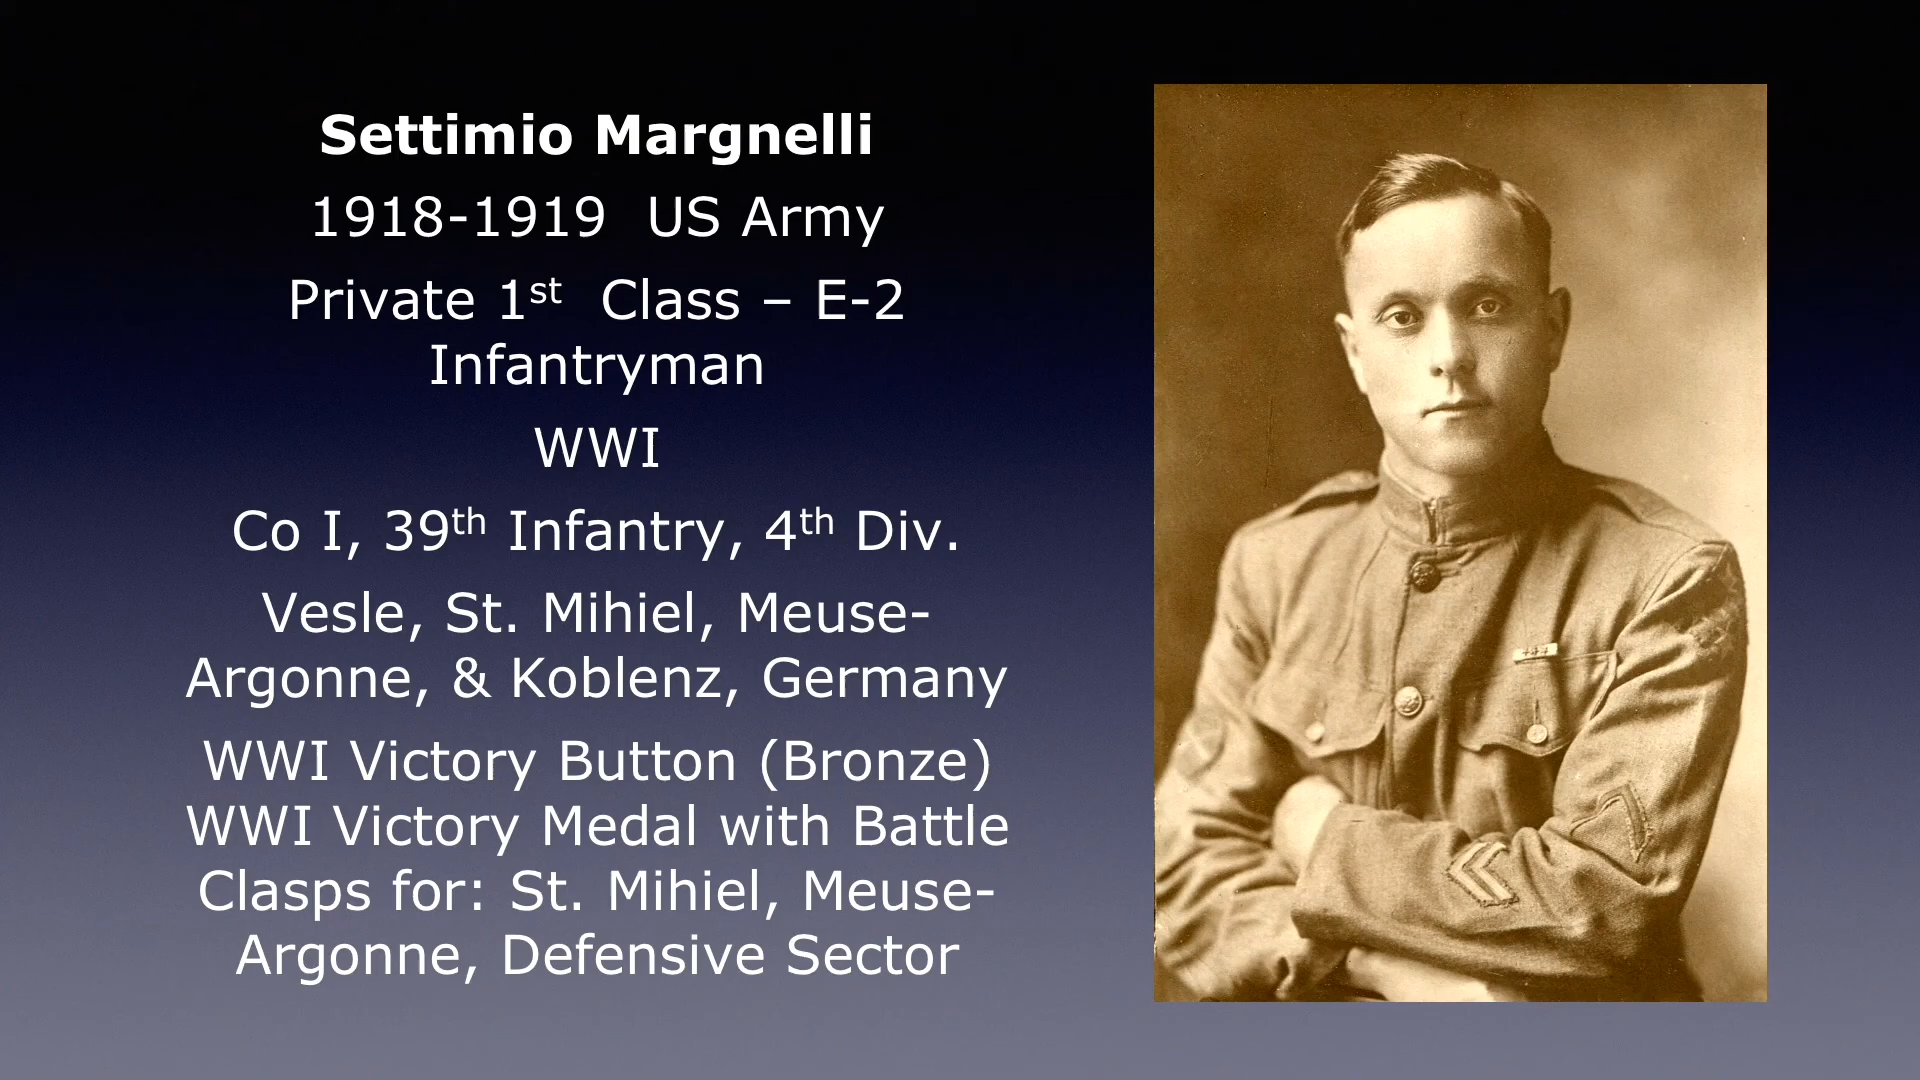 Settimio Margnelli
1918-1919 US Army
Private 1st Class – E-2
Infantryman
WWI
Co I, 39th Infantry, 4th Div.
Vesle, St. Mihiel, Meuse-
Argonne, & Koblenz, Germany
WWI Victory Button (Bronze)
WWI Victory Medal with Battle
Clasps for: St. Mihiel, Meuse-
Argonne, Defensive Sector